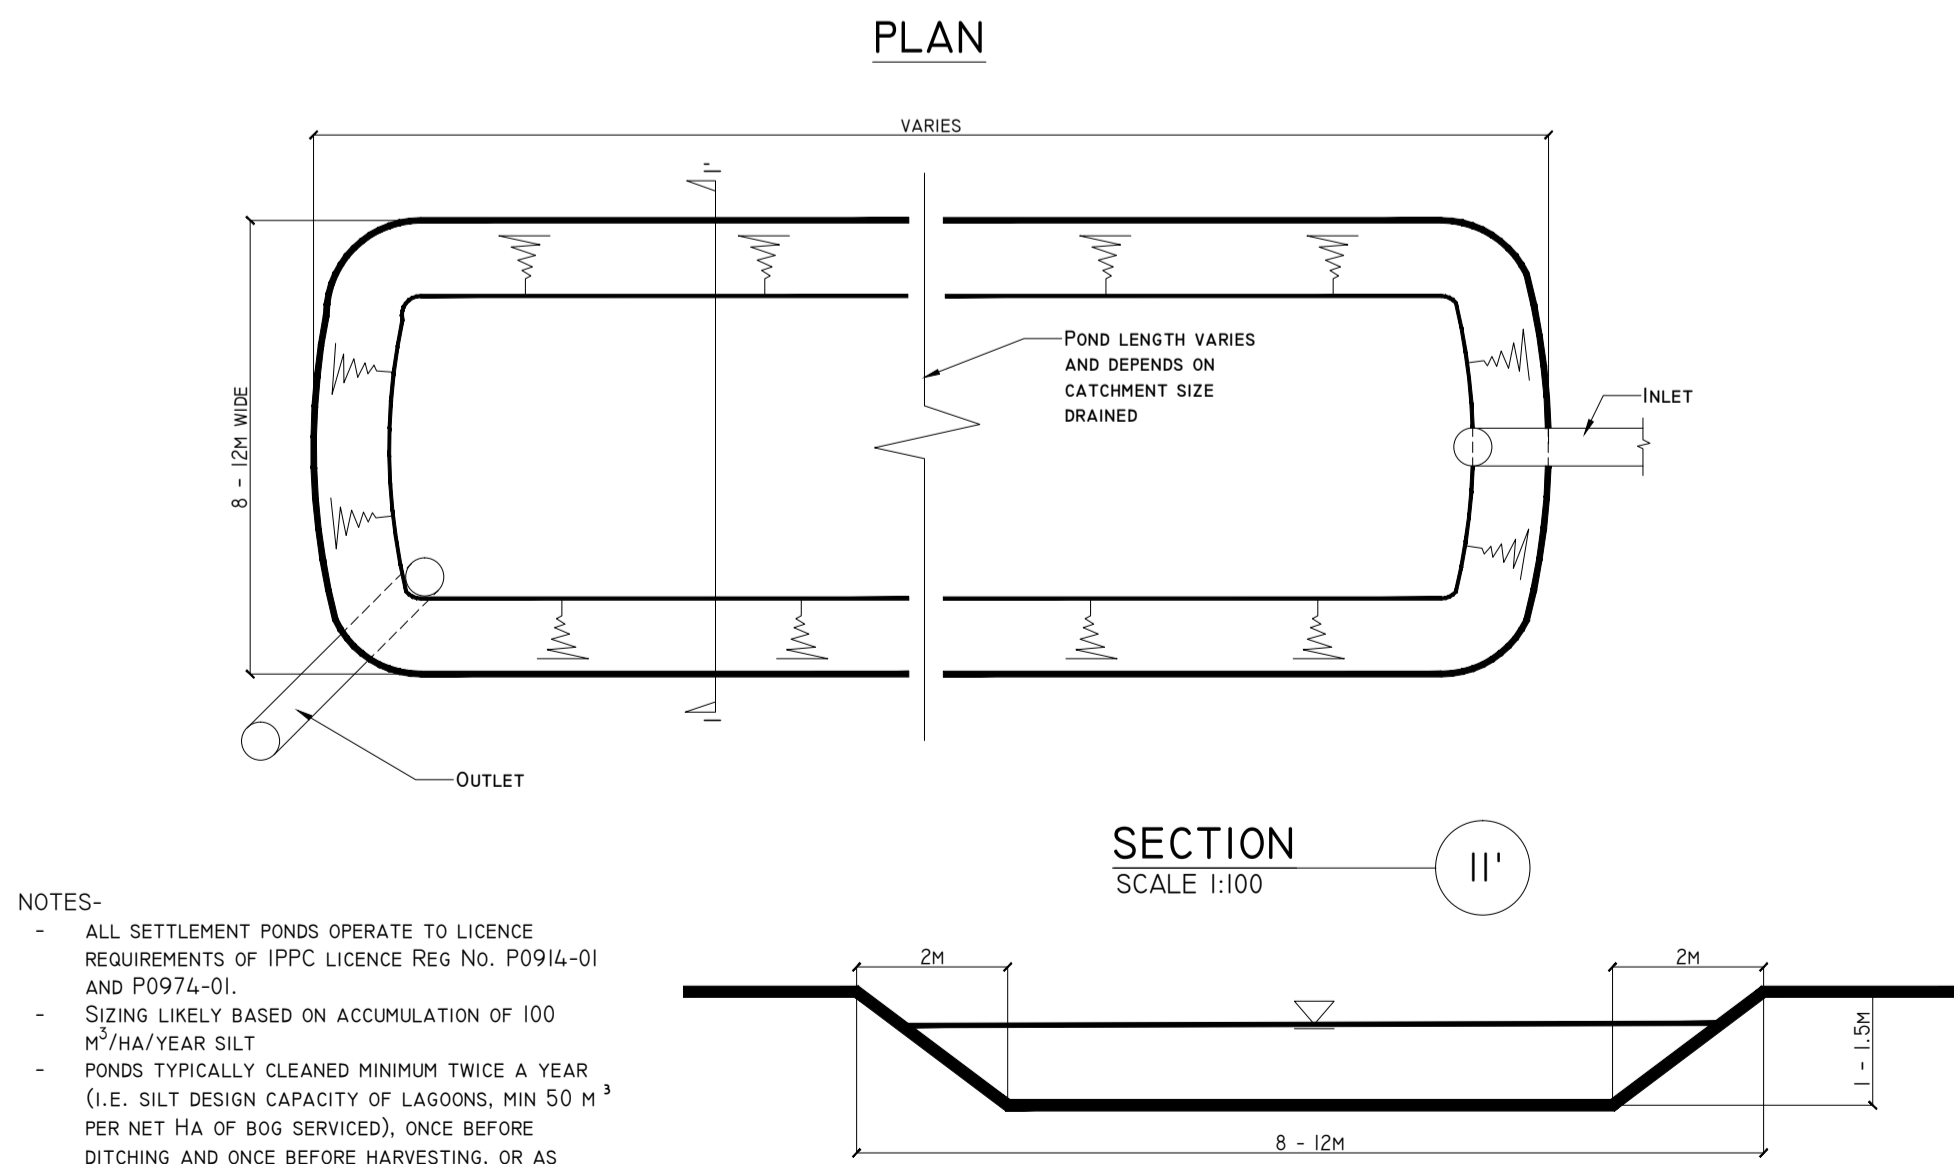 PLAN
VARIES
I'
8 - 12M WIDE
POND LENGTH VARIES
AND DEPENDS ON
CATCHMENT SIZE
DRAINED
INLET
I
OUTLET
SECTION
SCALE 1:100
II'
NOTES-
- ALL SETTLEMENT PONDS OPERATE TO LICENCE
REQUIREMENTS OF IPPC LICENCE REG NO. P0914-01
AND P0974-01.
- SIZING LIKELY BASED ON ACCUMULATION OF 100
M³/HA/YEAR SILT
- PONDS TYPICALLY CLEANED MINIMUM TWICE A YEAR
(I.E. SILT DESIGN CAPACITY OF LAGOONS, MIN 50 M³
PER NET HA OF BOG SERVICED), ONCE BEFORE
DITCHING AND ONCE BEFORE HARVESTING, OR AS
2M
2M
1 - 1.5M
8 - 12M